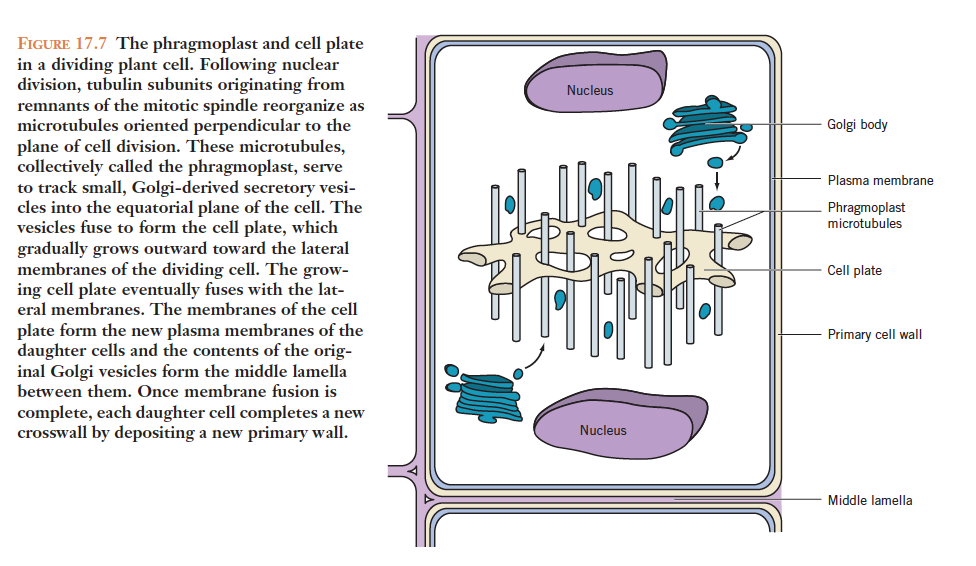 FIGURE 17.7 The phragmoplast and cell plate
in a dividing plant cell. Following nuclear
division, tubulin subunits originating from
remnants of the mitotic spindle reorganize as
microtubules oriented perpendicular to the
plane of cell division. These microtubules,
collectively called the phragmoplast, serve
to track small, Golgi-derived secretory vesi-
cles into the equatorial plane of the cell. The
vesicles fuse to form the cell plate, which
gradually grows outward toward the lateral
membranes of the dividing cell. The grow-
ing cell plate eventually fuses with the lat-
eral membranes. The membranes of the cell
plate form the new plasma membranes of the
daughter cells and the contents of the orig-
inal Golgi vesicles form the middle lamella
between them. Once membrane fusion is
complete, each daughter cell completes a new
crosswall by depositing a new primary wall.
Nucleus
Golgi body
Plasma membrane
Phragmoplast
microtubules
Cell plate
Primary cell wall
Nucleus
Middle lamella